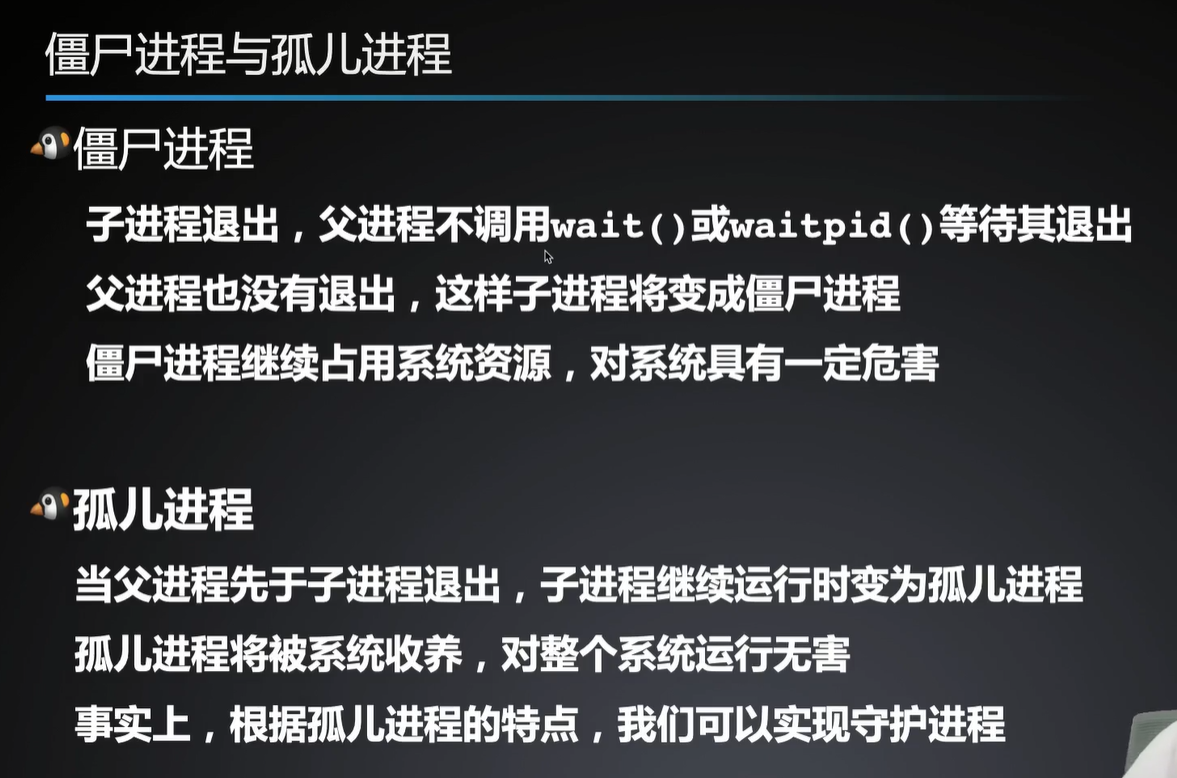 僵尸进程与孤儿进程
僵尸进程
子进程退出，父进程不调用wait()或waitpid()等待其退出
父进程也没有退出，这样子进程将变成僵尸进程
僵尸进程继续占用系统资源，对系统具有一定危害
孤儿进程
当父进程先于子进程退出，子进程继续运行时变为孤儿进程
孤儿进程将被系统收养，对整个系统运行无害
事实上，根据孤儿进程的特点，我们可以实现守护进程